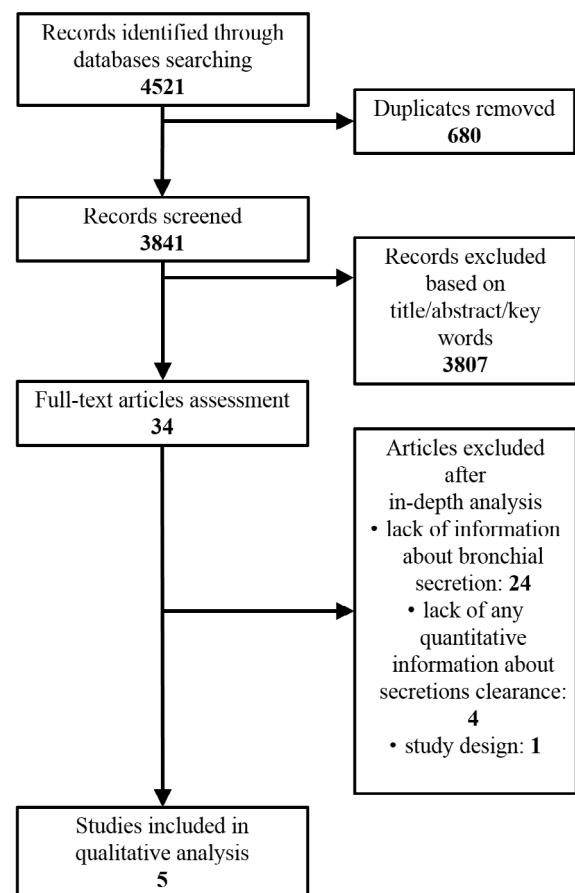 Records identified through
databases searching
4521
Duplicates removed
680
Records screened
3841
Records excluded
based on
title/abstract/key
words
3807
Full-text articles assessment
34
Articles excluded
after
in-depth analysis
• lack of information
about bronchial
secretion: 24
• lack of any
quantitative
information about
secretions clearance:
4
• study design: 1
Studies included in
qualitative analysis
5